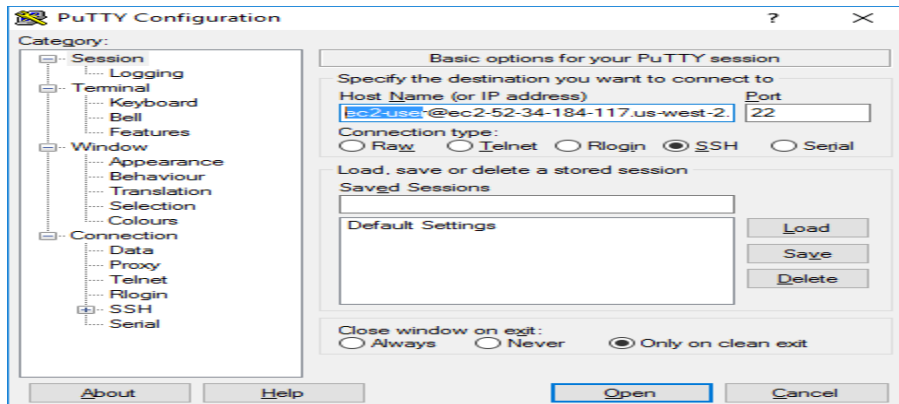 PuTTY Configuration
?
Category:
Session
Logging
Terminal
Keyboard
Bell
Features
Window
Appearance
Behaviour
Translation
Selection
Colours
Connection
Data
Proxy
Telnet
Rlogin
SSH
Serial
Basic options for your PuTTY session
Specify the destination you want to connect to
Host Name (or IP address) Port
ec2-user@ec2-52-34-184-117.us-west-2. 22
Connection type:
Raw Telnet Rlogin SSH Serial
Load, save or delete a stored session
Saved Sessions
Default Settings
Load
Save
Delete
Close window on exit:
Always Never Only on clean exit
About Help Open Cancel